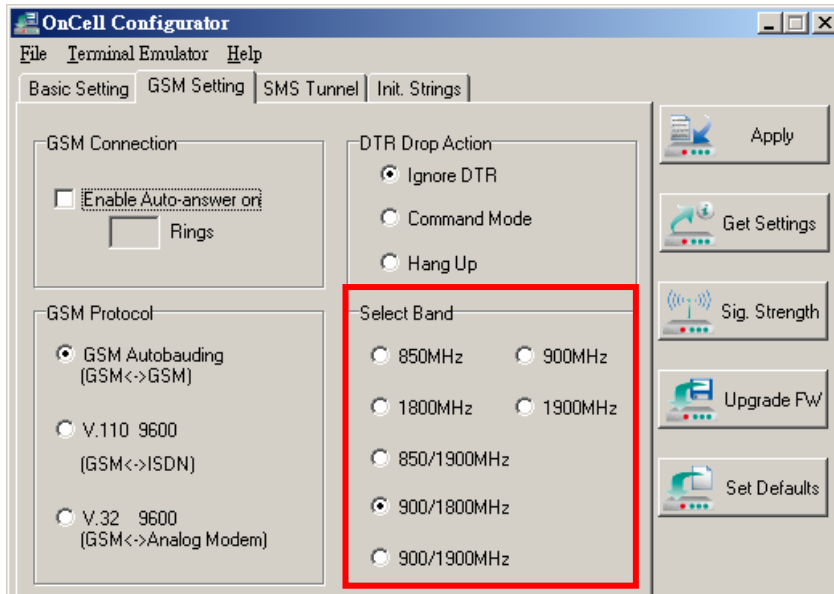 OnCell Configurator
File Terminal Emulator Help
Basic Setting GSM Setting SMS Tunnel Init. Strings
GSM Connection
Enable Auto-answer on
Rings
DTR Drop Action
Ignore DTR
Command Mode
Hang Up
GSM Protocol
GSM Autobauding
(GSM<->GSM)
V.110 9600
(GSM<->ISDN)
V.32 9600
(GSM<->Analog Modem)
Select Band
850MHz 900MHz
1800MHz 1900MHz
850/1900MHz
900/1800MHz
900/1900MHz
Apply
Get Settings
Sig. Strength
Upgrade FW
Set Defaults